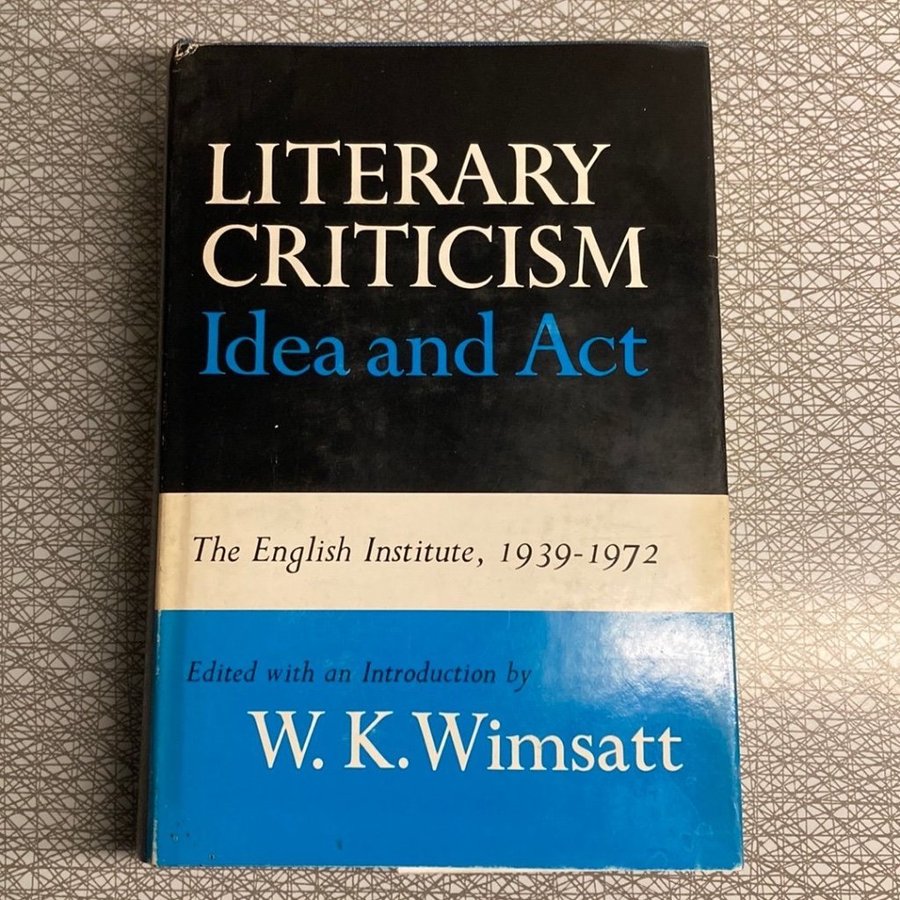 LITERARY
CRITICISM
Idea and Act
The English Institute, 1939-1972
Edited with an Introduction by
W. K. Wimsatt